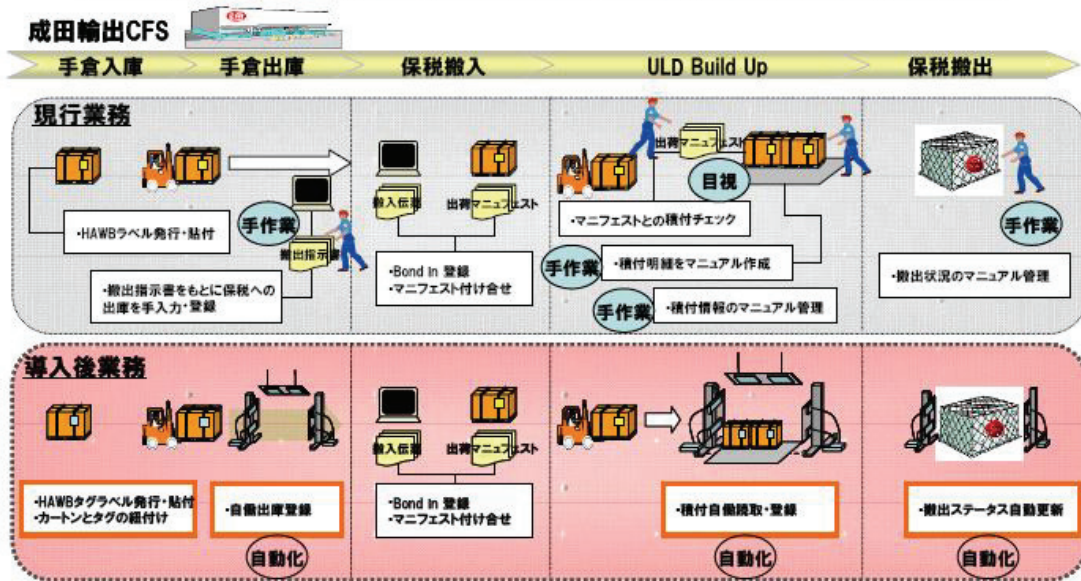 成田輸出CFS
手倉入庫
手倉出庫
保税搬入
ULD Build Up
保税搬出
現行業務
・HAWBラベル発行・貼付
手作業
搬出指示書
・搬出指示書をもとに保税への
出庫を手入力・登録
搬入伝票
出荷マニュフェスト
・Bond In 登録
・マニフェスト付け合せ
出荷マニュフェスト
目視
・マニフェストとの積付チェック
手作業
・積付明細をマニュアル作成
手作業
・積付情報のマニュアル管理
手作業
・搬出状況のマニュアル管理
導入後業務
・HAWBタグラベル発行・貼付
・カートンとタグの紐付け
・自働出庫登録
自動化
搬入伝票
出荷マニュフェスト
・Bond In 登録
・マニフェスト付け合せ
・積付自働読取・登録
自動化
・搬出ステータス自動更新
自動化